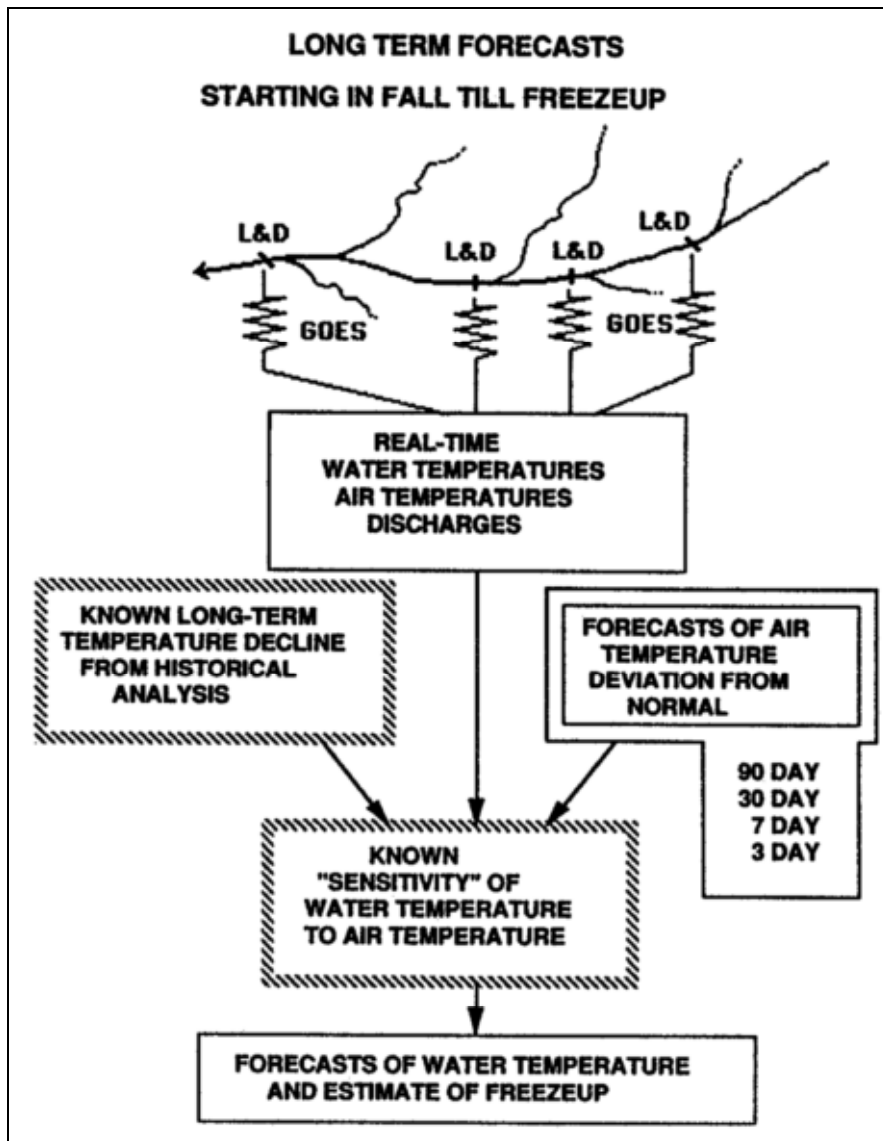 LONG TERM FORECASTS
STARTING IN FALL TILL FREEZEUP
L&D
L&D
L&D
L&D
GOES
GOES
REAL-TIME
WATER TEMPERATURES
AIR TEMPERATURES
DISCHARGES
KNOWN LONG-TERM
TEMPERATURE DECLINE
FROM HISTORICAL
ANALYSIS
FORECASTS OF AIR
TEMPERATURE
DEVIATION FROM
NORMAL
90 DAY
30 DAY
7 DAY
3 DAY
KNOWN
"SENSITIVITY" OF
WATER TEMPERATURE
TO AIR TEMPERATURE
FORECASTS OF WATER TEMPERATURE
AND ESTIMATE OF FREEZEUP